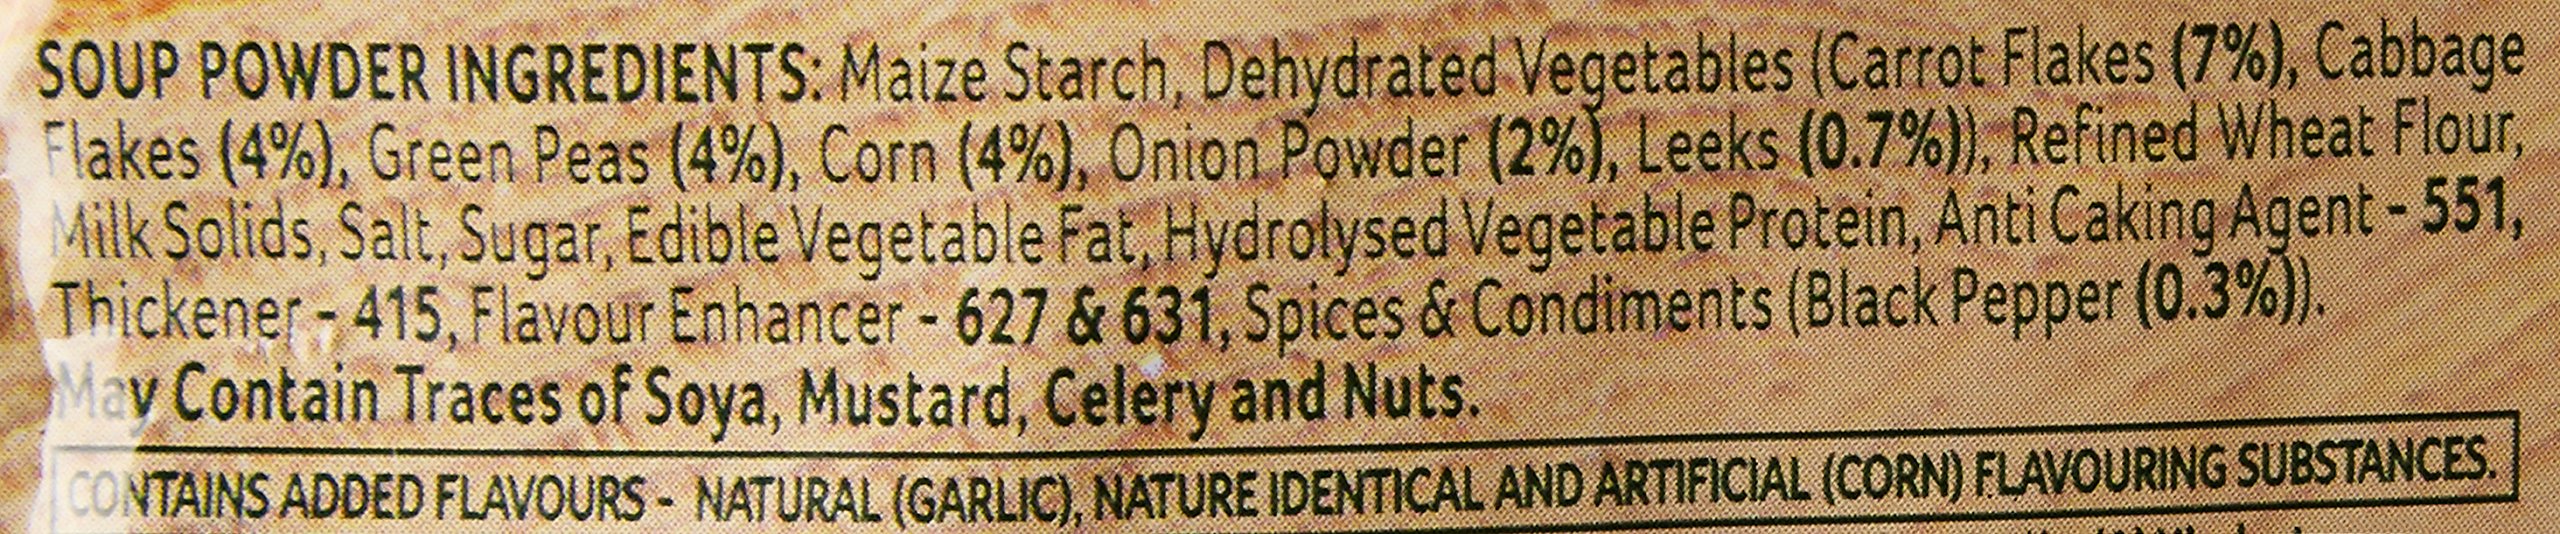 SOUP POWDER INGREDIENTS: Maize Starch, Dehydrated Vegetables (Carrot Flakes (7%), Cabbage
Flakes (4%), Green Peas (4%), Corn (4%), Onion Powder (2%), Leeks (0.7%)), Refined Wheat Flour,
Milk Solids, Salt, Sugar, Edible Vegetable Fat, Hydrolysed Vegetable Protein, Anti Caking Agent - 551,
Thickener - 415, Flavour Enhancer - 627 & 631, Spices & Condiments (Black Pepper (0.3%)).
May Contain Traces of Soya, Mustard, Celery and Nuts.
CONTAINS ADDED FLAVOURS - NATURAL (GARLIC), NATURE IDENTICAL AND ARTIFICIAL (CORN) FLAVOURING SUBSTANCES.